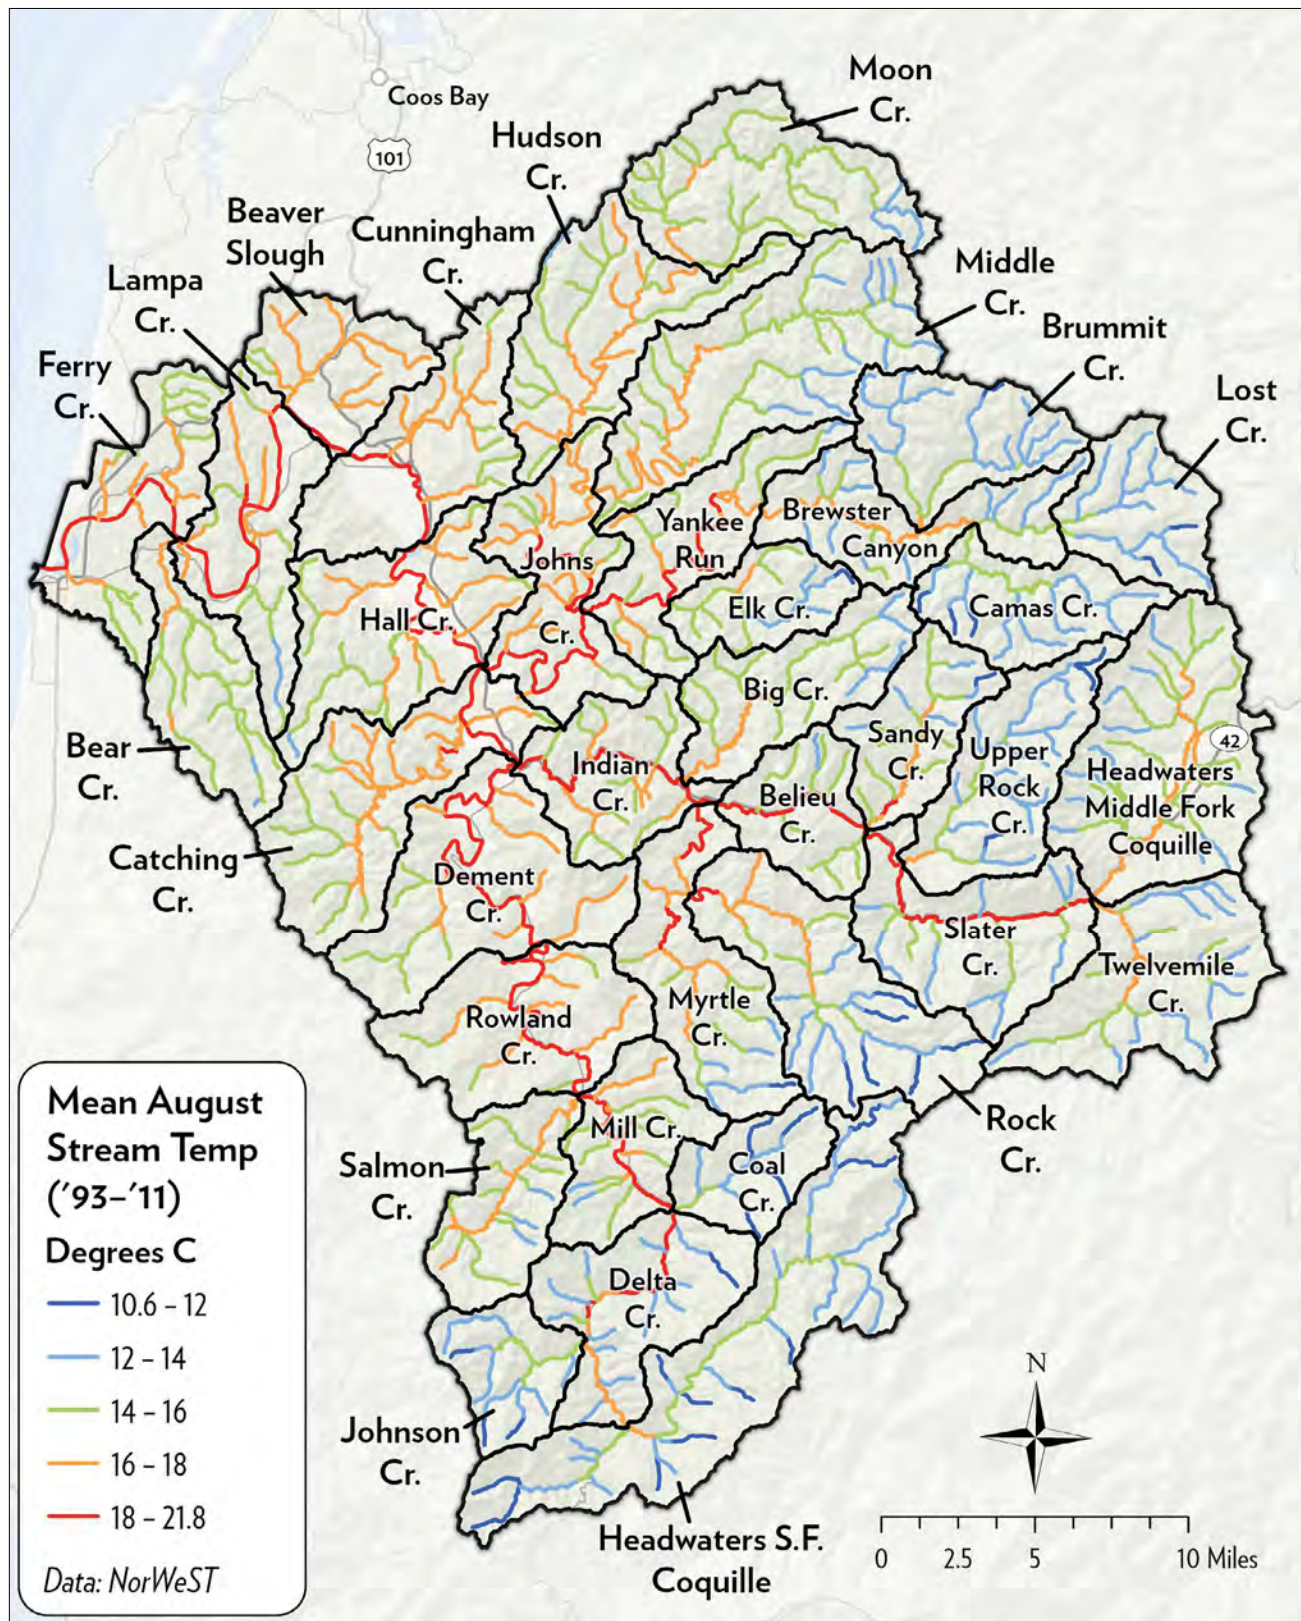 Moon
Cr.
Coos Bay
101
Hudson
Cr.
Beaver
Slough
Cunningham
Cr.
Lampa
Cr.
Middle
Cr.
Brummit
Cr.
Ferry
Cr.
Lost
Cr.
Yankee
Run
Brewster
Canyon
Johns
Cr.
Hall Cr.
Elk Cr.
Camas Cr.
Big Cr.
Sandy
Cr.
Upper
Rock
Cr.
42
Headwaters
Middle Fork
Coquille
Bear
Cr.
Indian
Cr.
Belieu
Cr.
Catching
Cr.
Dement
Cr.
Slater
Cr.
Twelvemile
Cr.
Myrtle
Cr.
Rowland
Cr.
Rock
Cr.
Mill Cr.
Coal
Cr.
Salmon
Cr.
Delta
Cr.
Johnson
Cr.
Headwaters S.F.
Coquille
Mean August
Stream Temp
('93–'11)
Degrees C
10.6 – 12
12 – 14
14 – 16
16 – 18
18 – 21.8
Data: NorWeST
N
0 2.5 5 10 Miles